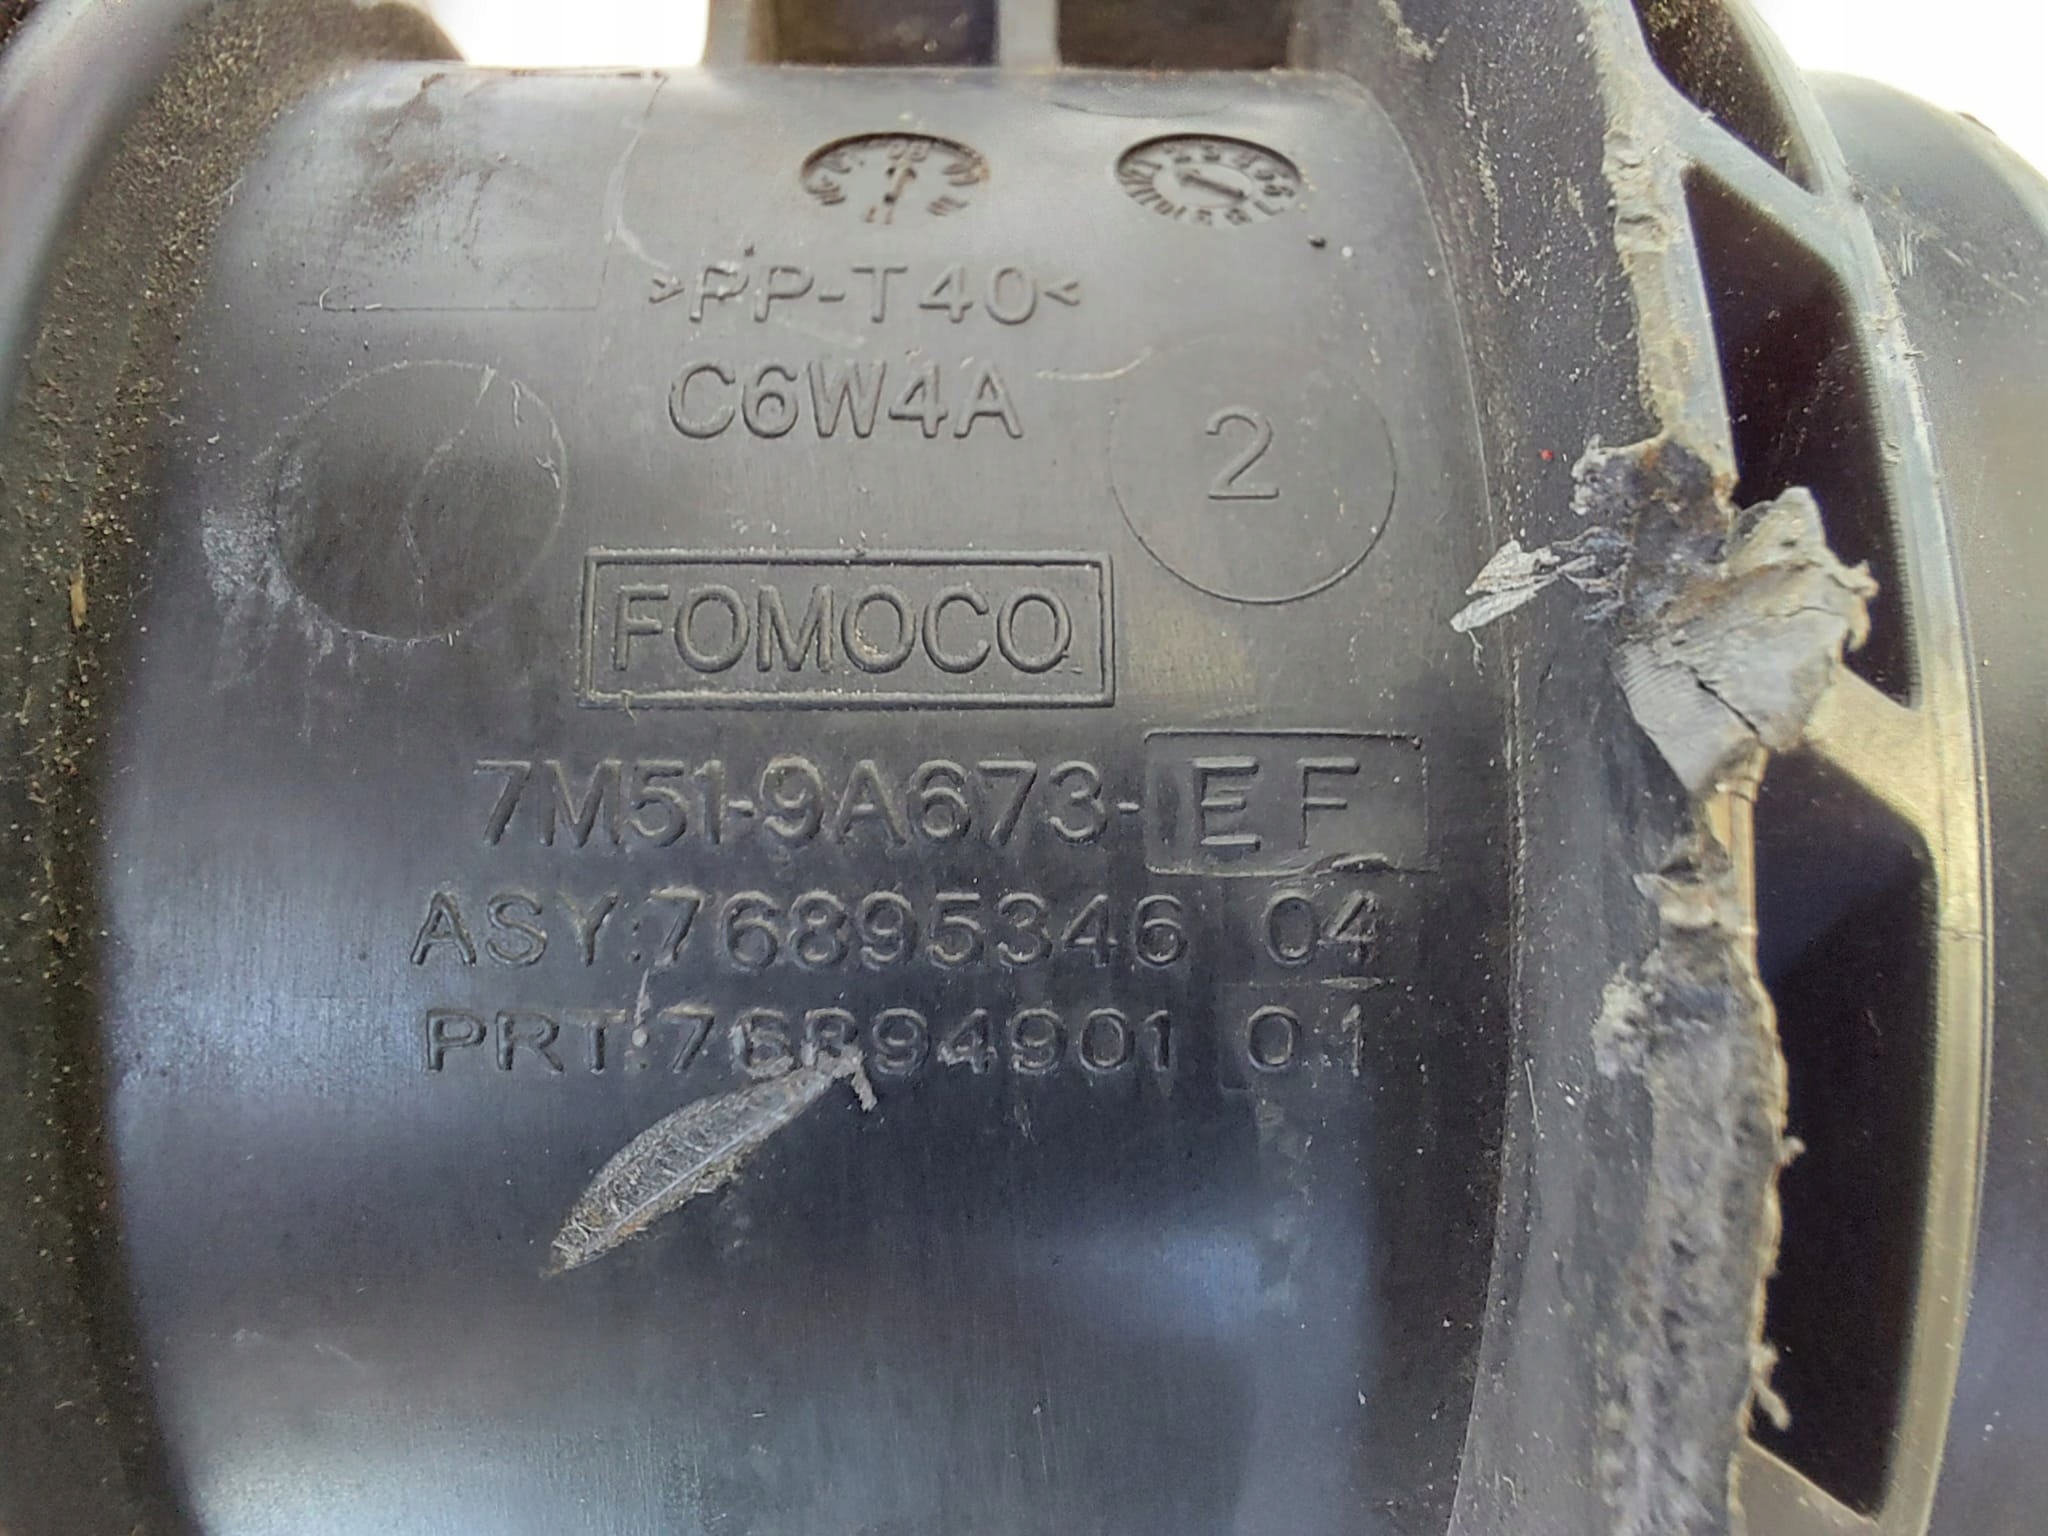 >PP-T40<
C6W4A
2
FOMOCO
7M51-9A673-EF
ASY:76895346 04
PRT:76894901 01